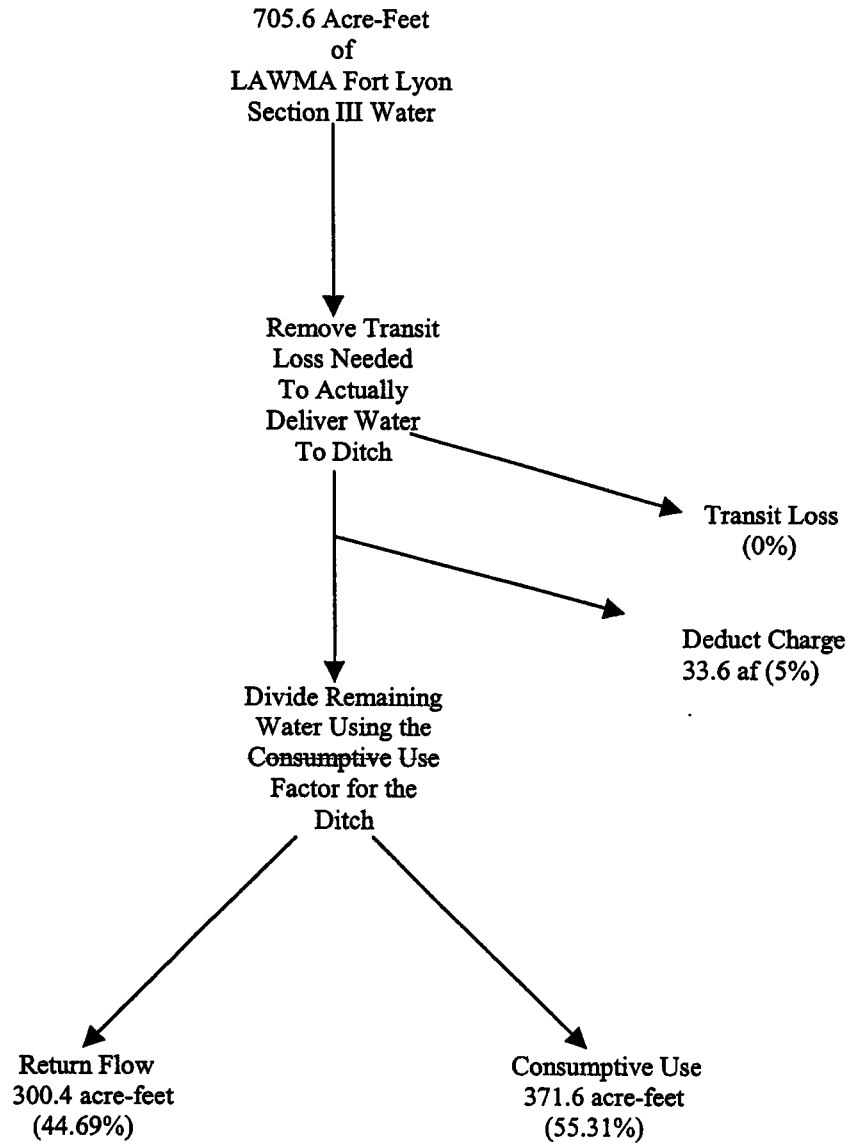 705.6 Acre-Feet
of
LAWMA Fort Lyon
Section III Water
Remove Transit
Loss Needed
To Actually
Deliver Water
To Ditch
Transit Loss
(0%)
Deduct Charge
33.6 af (5%)
Divide Remaining
Water Using the
Consumptive Use
Factor for the
Ditch
Return Flow
300.4 acre-feet
(44.69%)
Consumptive Use
371.6 acre-feet
(55.31%)